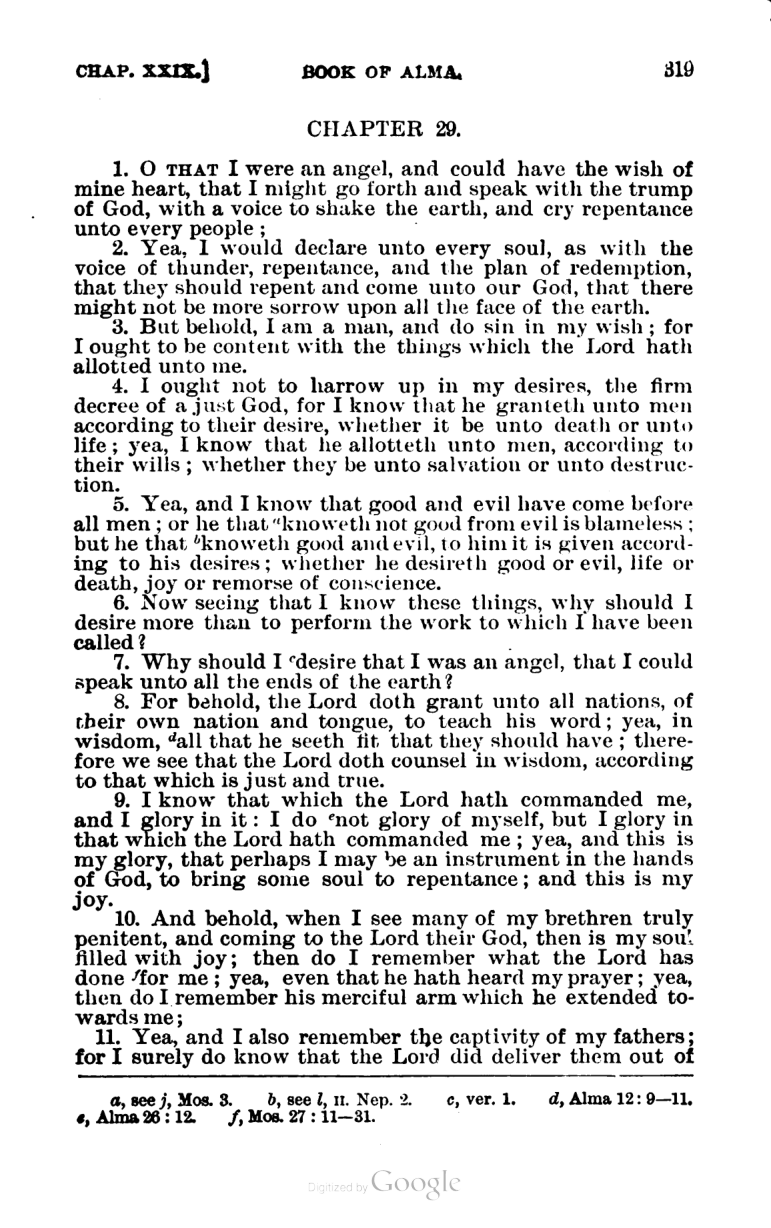 CHAP. XXIX.] BOOK OF ALMA. 319
CHAPTER 29.
1. O THAT I were an angel, and could have the wish of
mine heart, that I might go forth and speak with the trump
of God, with a voice to shake the earth, and cry repentance
unto every people ;
2. Yea, I would declare unto every soul, as with the
voice of thunder, repentance, and the plan of redemption,
that they should repent and come unto our God, that there
might not be more sorrow upon all the face of the earth.
3. But behold, I am a man, and do sin in my wish ; for
I ought to be content with the things which the Lord hath
allotted unto me.
4. I ought not to harrow up in my desires, the firm
decree of a just God, for I know that he granteth unto men
according to their desire, whether it be unto death or unto
life ; yea, I know that he allotteth unto men, according to
their wills ; whether they be unto salvation or unto destruc-
tion.
5. Yea, and I know that good and evil have come before
all men ; or he that aknoweth not good from evil is blameless ;
but he that bknoweth good and evil, to him it is given accord-
ing to his desires ; whether he desireth good or evil, life or
death, joy or remorse of conscience.
6. Now seeing that I know these things, why should I
desire more than to perform the work to which I have been
called ?
7. Why should I cdesire that I was an angel, that I could
speak unto all the ends of the earth ?
8. For behold, the Lord doth grant unto all nations, of
their own nation and tongue, to teach his word ; yea, in
wisdom, dall that he seeth fit that they should have ; there-
fore we see that the Lord doth counsel in wisdom, according
to that which is just and true.
9. I know that which the Lord hath commanded me,
and I glory in it : I do enot glory of myself, but I glory in
that which the Lord hath commanded me ; yea, and this is
my glory, that perhaps I may be an instrument in the hands
of God, to bring some soul to repentance ; and this is my
joy.
10. And behold, when I see many of my brethren truly
penitent, and coming to the Lord their God, then is my soul
filled with joy ; then do I remember what the Lord has
done ffor me ; yea, even that he hath heard my prayer ; yea,
then do I remember his merciful arm which he extended to-
wards me ;
11. Yea, and I also remember the captivity of my fathers ;
for I surely do know that the Lord did deliver them out of
a, see j, Mos. 3. b, see l, II. Nep. 2. c, ver. 1. d, Alma 12 : 9—11.
e, Alma 26 : 12. f, Mos. 27 : 11—31.
Digitized by Google